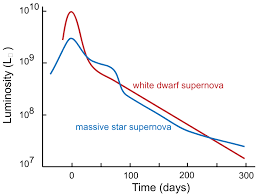 10¹⁰
10⁹
10⁸
10⁷
Luminosity (L□)
white dwarf supernova
massive star supernova
0
100
200
300
Time (days)